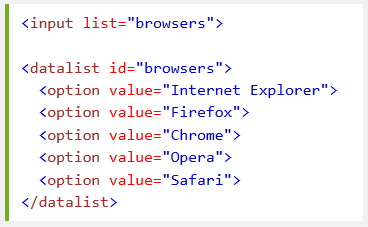 <input list="browsers">
<datalist id="browsers">
<option value="Internet Explorer">
<option value="Firefox">
<option value="Chrome">
<option value="Opera">
<option value="Safari">
</datalist>